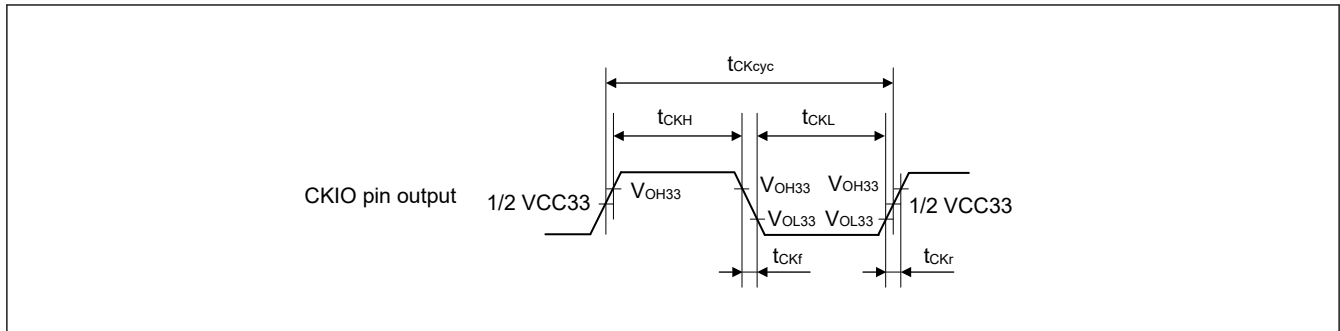 tCKcyc
tCKH tCKL
CKIO pin output 1/2 VCC33 VOH33 VOH33 VOH33 1/2 VCC33
VOL33 VOL33
tCKf tCKr